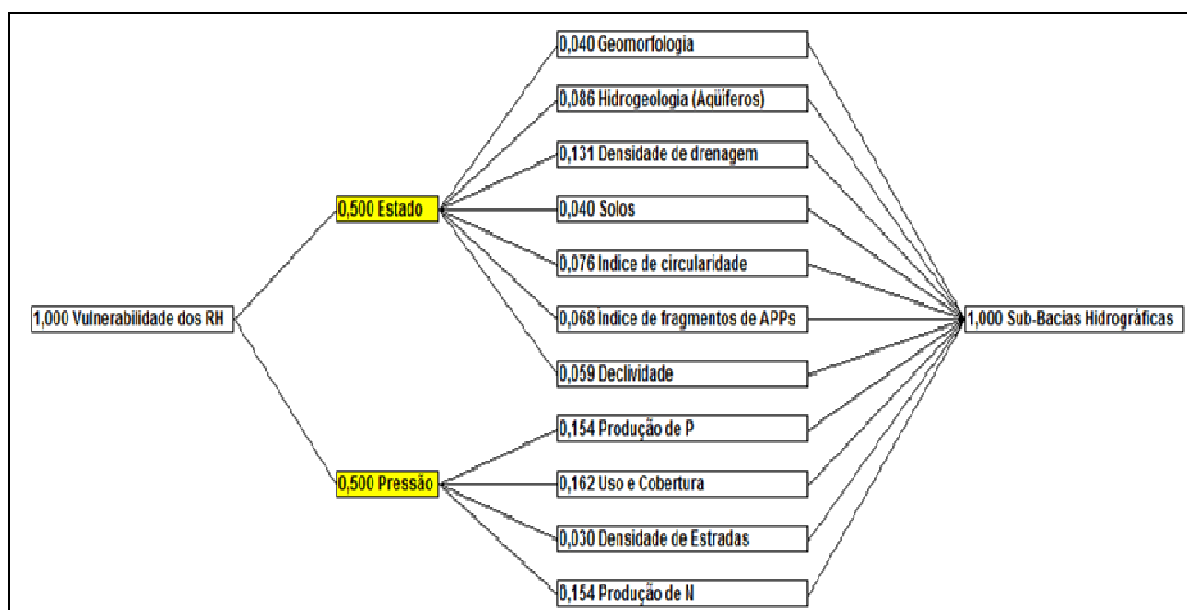 0,040 Geomorfologia
0,086 Hidrogeologia (Aqüíferos)
0,131 Densidade de drenagem
0,500 Estado
0,040 Solos
0,076 Índice de circularidade
1,000 Vulnerabilidade dos RH
0,068 Índice de fragmentos de APPs
1,000 Sub-Bacias Hidrográficas
0,059 Declividade
0,154 Produção de P
0,500 Pressão
0,162 Uso e Cobertura
0,030 Densidade de Estradas
0,154 Produção de N